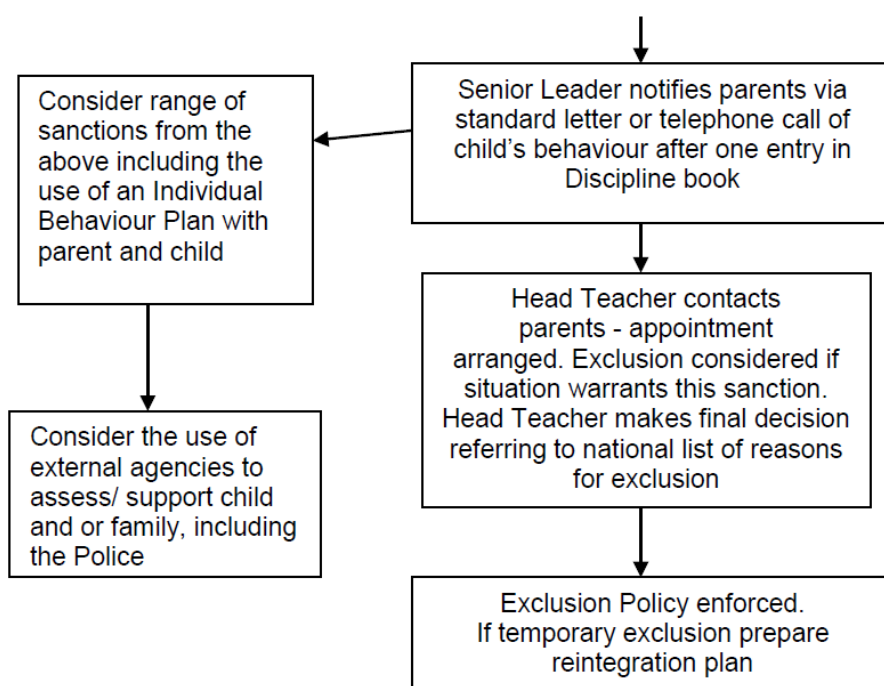 Senior Leader notifies parents via
standard letter or telephone call of
child's behaviour after one entry in
Discipline book
Consider range of
sanctions from the
above including the
use of an Individual
Behaviour Plan with
parent and child
Head Teacher contacts
parents - appointment
arranged. Exclusion considered if
situation warrants this sanction.
Head Teacher makes final decision
referring to national list of reasons
for exclusion
Consider the use of
external agencies to
assess/ support child
and or family, including
the Police
Exclusion Policy enforced.
If temporary exclusion prepare
reintegration plan